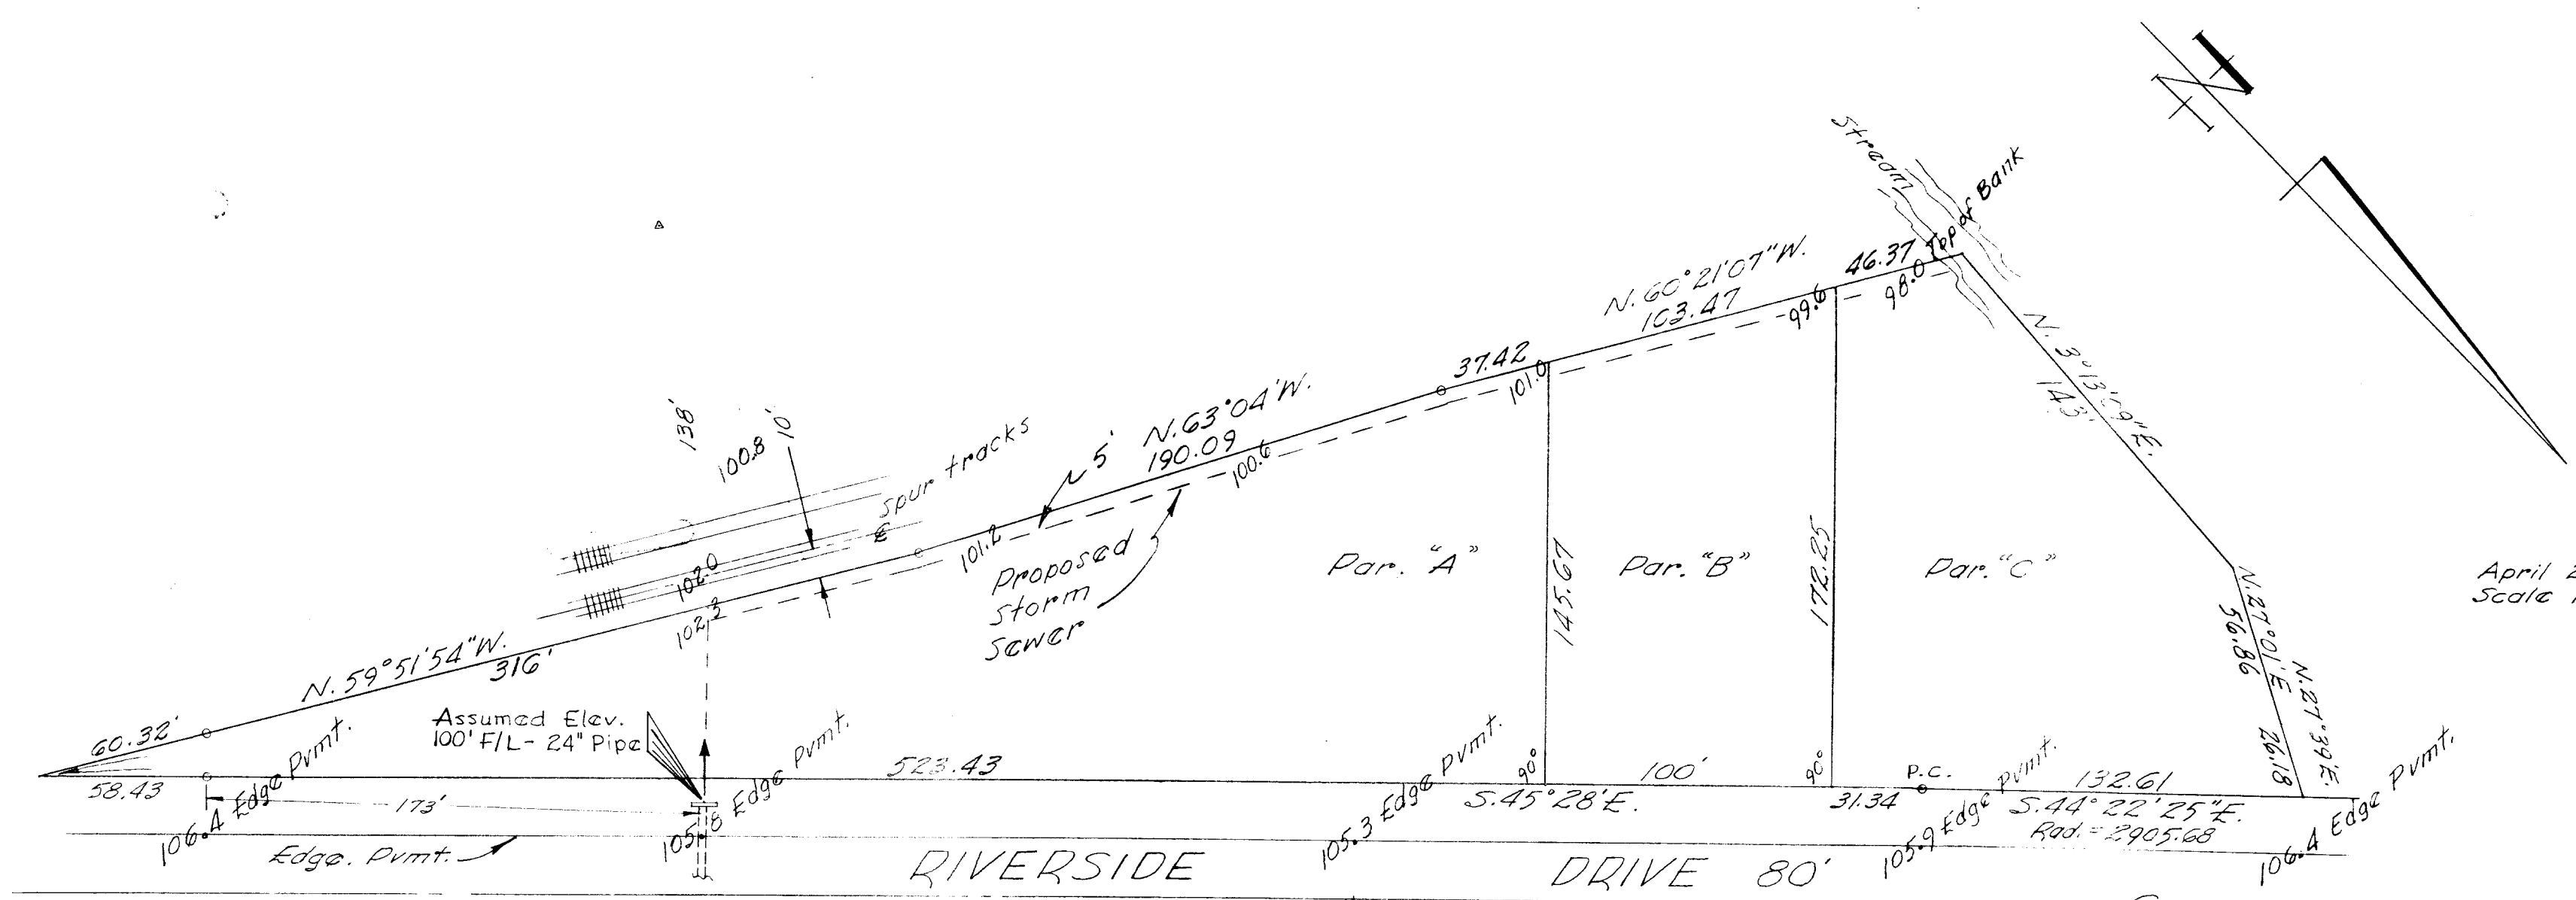 N
Stream
Top of Bank
46.37
98.0
N. 60°21'07"W.
103.47
99.6
37.42
101.0
N. 3°13'09"E.
143'
N. 63°04'W.
190.09
100.6
5'
138'
100.8
10'
spur tracks
℄
102.0
101.2
102.2
Proposed
storm
sewer
Par. "A"
145.67
Par. "B"
172.25
Par. "C"
April
Scale
N. 27°01'E
56.86
N. 27°39'E.
26.18
N. 59°51'54"W.
316'
60.32'
Assumed Elev.
100' F/L - 24" Pipe
58.43
173'
523.43
90°
100'
90°
P.C.
132.61
S. 45°28'E.
31.34
S. 44°22'25"E.
Rad. = 2905.68
106.4 Edge Pvmt.
105.8 Edge Pvmt.
105.3 Edge Pvmt.
105.9 Edge Pvmt.
106.4 Edge Pvmt.
Edge. Pvmt.
RIVERSIDE DRIVE 80'